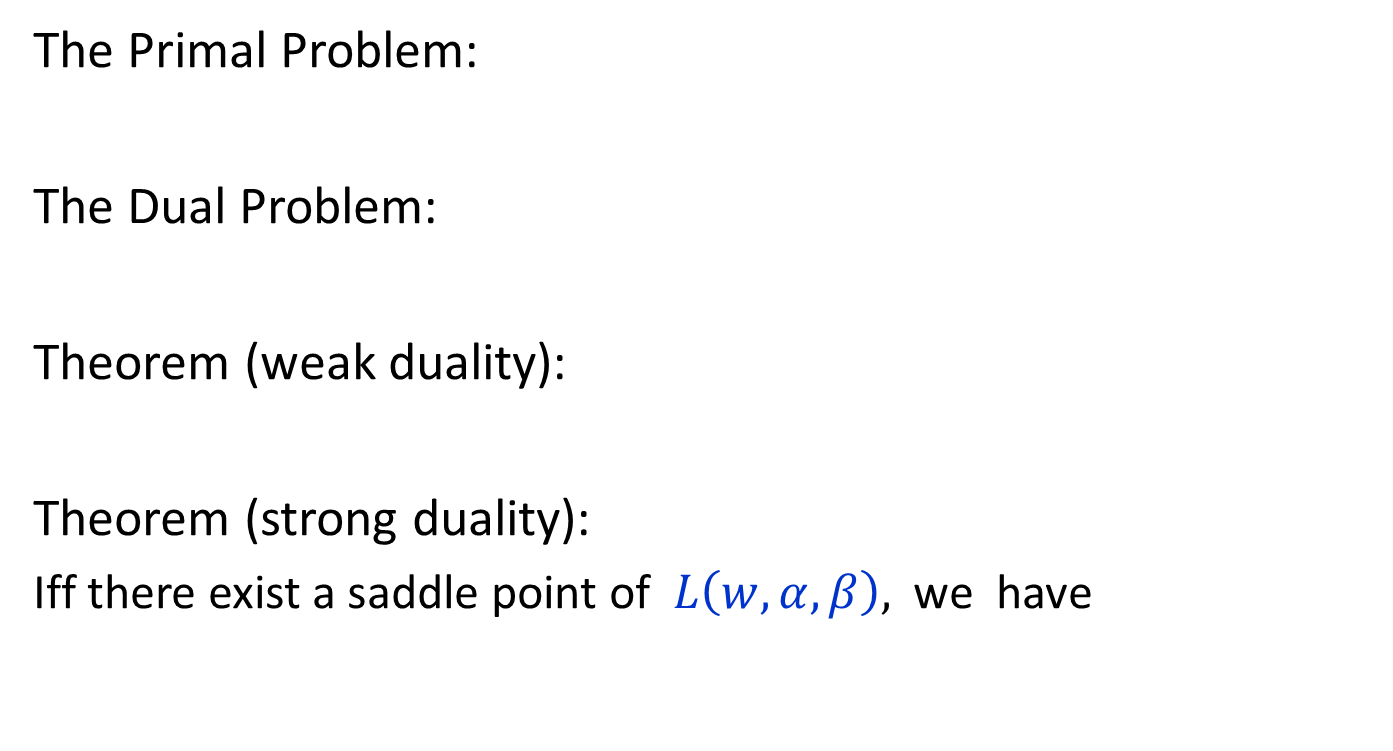 The Primal Problem:
The Dual Problem:
Theorem (weak duality):
Theorem (strong duality):
Iff there exist a saddle point of L(w, α, β), we have